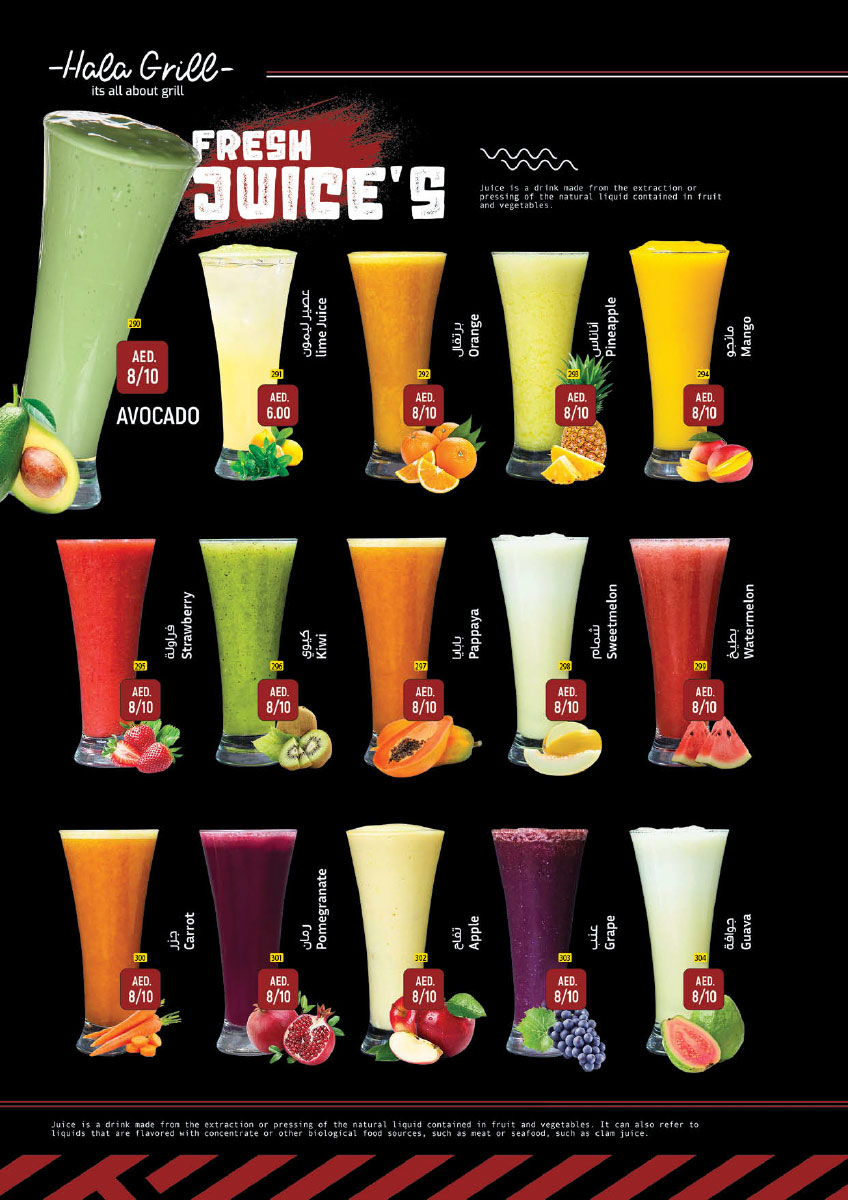 -Hala Grill-
its all about grill
FRESH
JUICE'S
Juice is a drink made from the extraction or
pressing of the natural liquid contained in fruit
and vegetables.
290
AED.
8/10
AVOCADO
عصير ليمون
lime Juice
291
AED.
6.00
برتقال
Orange
292
AED.
8/10
أناناس
Pineapple
293
AED.
8/10
مانجو
Mango
294
AED.
8/10
فراولة
Strawberry
295
AED.
8/10
كيوي
Kiwi
296
AED.
8/10
بابايا
Pappaya
297
AED.
8/10
شمام
Sweetmelon
298
AED.
8/10
بطيخ
Watermelon
299
AED.
8/10
جزر
Carrot
300
AED.
8/10
رمان
Pomegranate
301
AED.
8/10
تفاح
Apple
302
AED.
8/10
عنب
Grape
303
AED.
8/10
جوافة
Guava
304
AED.
8/10
Juice is a drink made from the extraction or pressing of the natural liquid contained in fruit and vegetables. It can also refer to
liquids that are flavored with concentrate or other biological food sources, such as meat or seafood, such as clam juice.